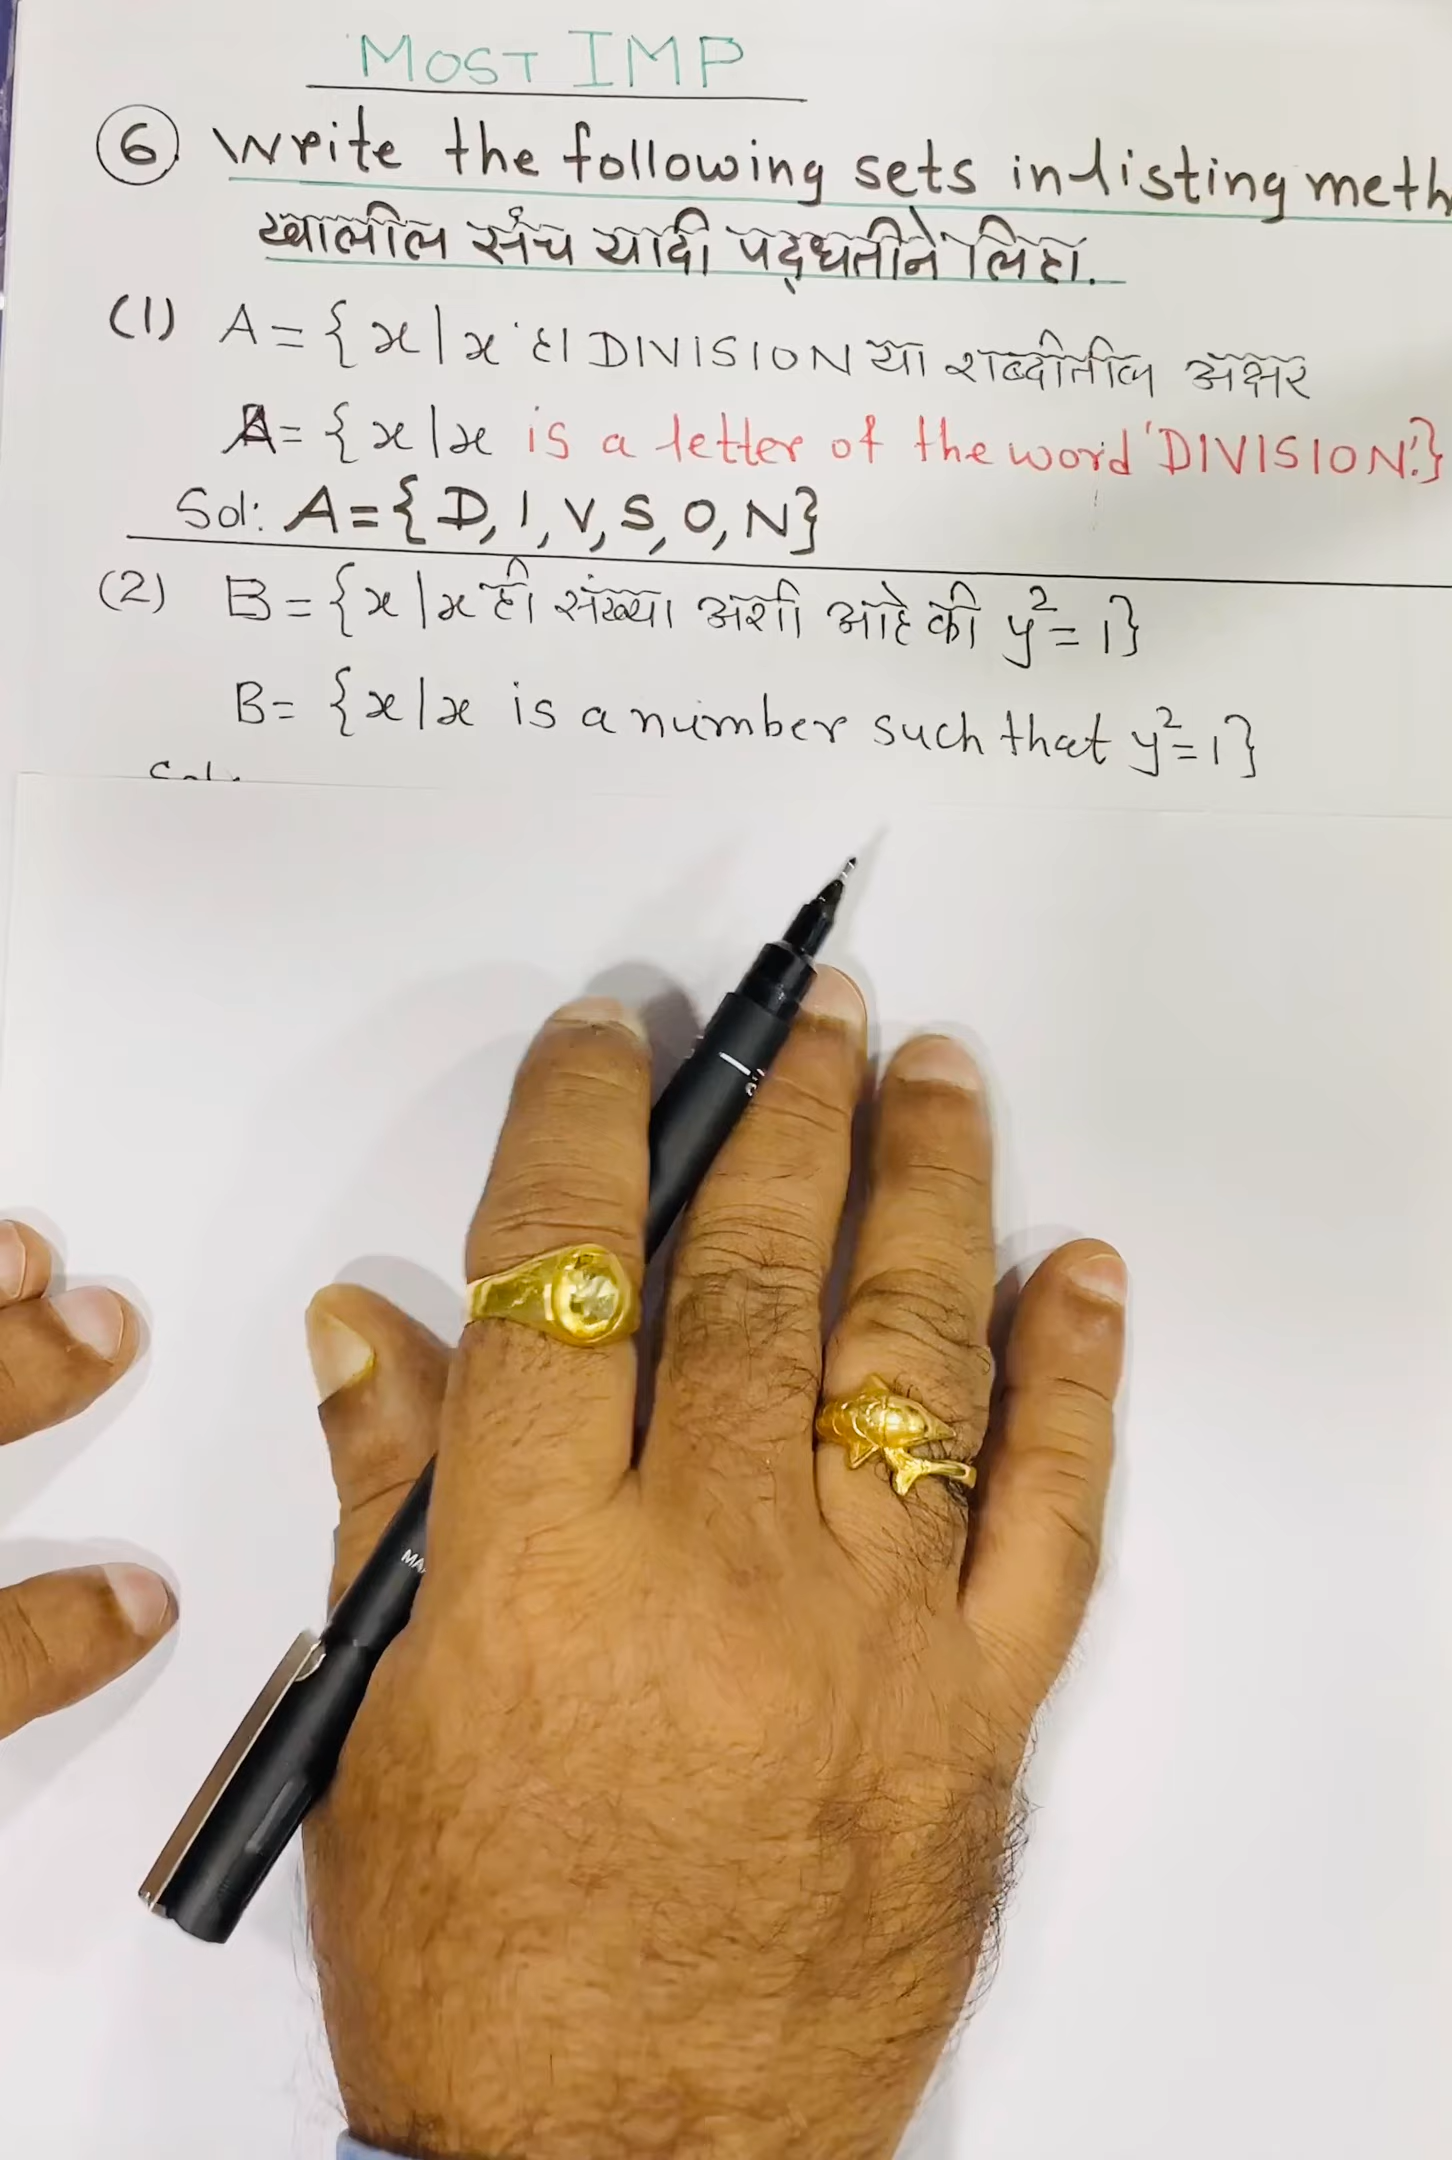 MOST IMP
6 Write the following sets in listing meth
खालील संच यादी पद्धतीने लिहा.
(1) A = {x | x हा DIVISION या शब्दातील अक्षर
A = {x | x is a letter of the word 'DIVISION'.}
Sol: A = {D, I, V, S, O, N}
(2) B = {x | x ही संख्या अशी आहे की y² = 1}
B = {x | x is a number such that y² = 1}
MA